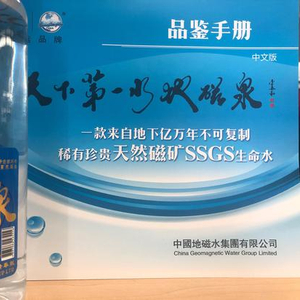 品鉴手册
中文版
天下第一水 地磁泉
一款来自地下亿万年不可复制
稀有珍贵天然磁矿SSGS生命水
中國地磁水集團有限公司
China Geomagnetic Water Group Limited
泉